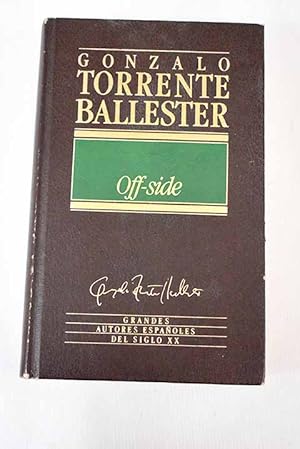 GONZALO
TORRENTE
BALLESTER
Off-side
GRANDES
AUTORES ESPAÑOLES
DEL SIGLO XX